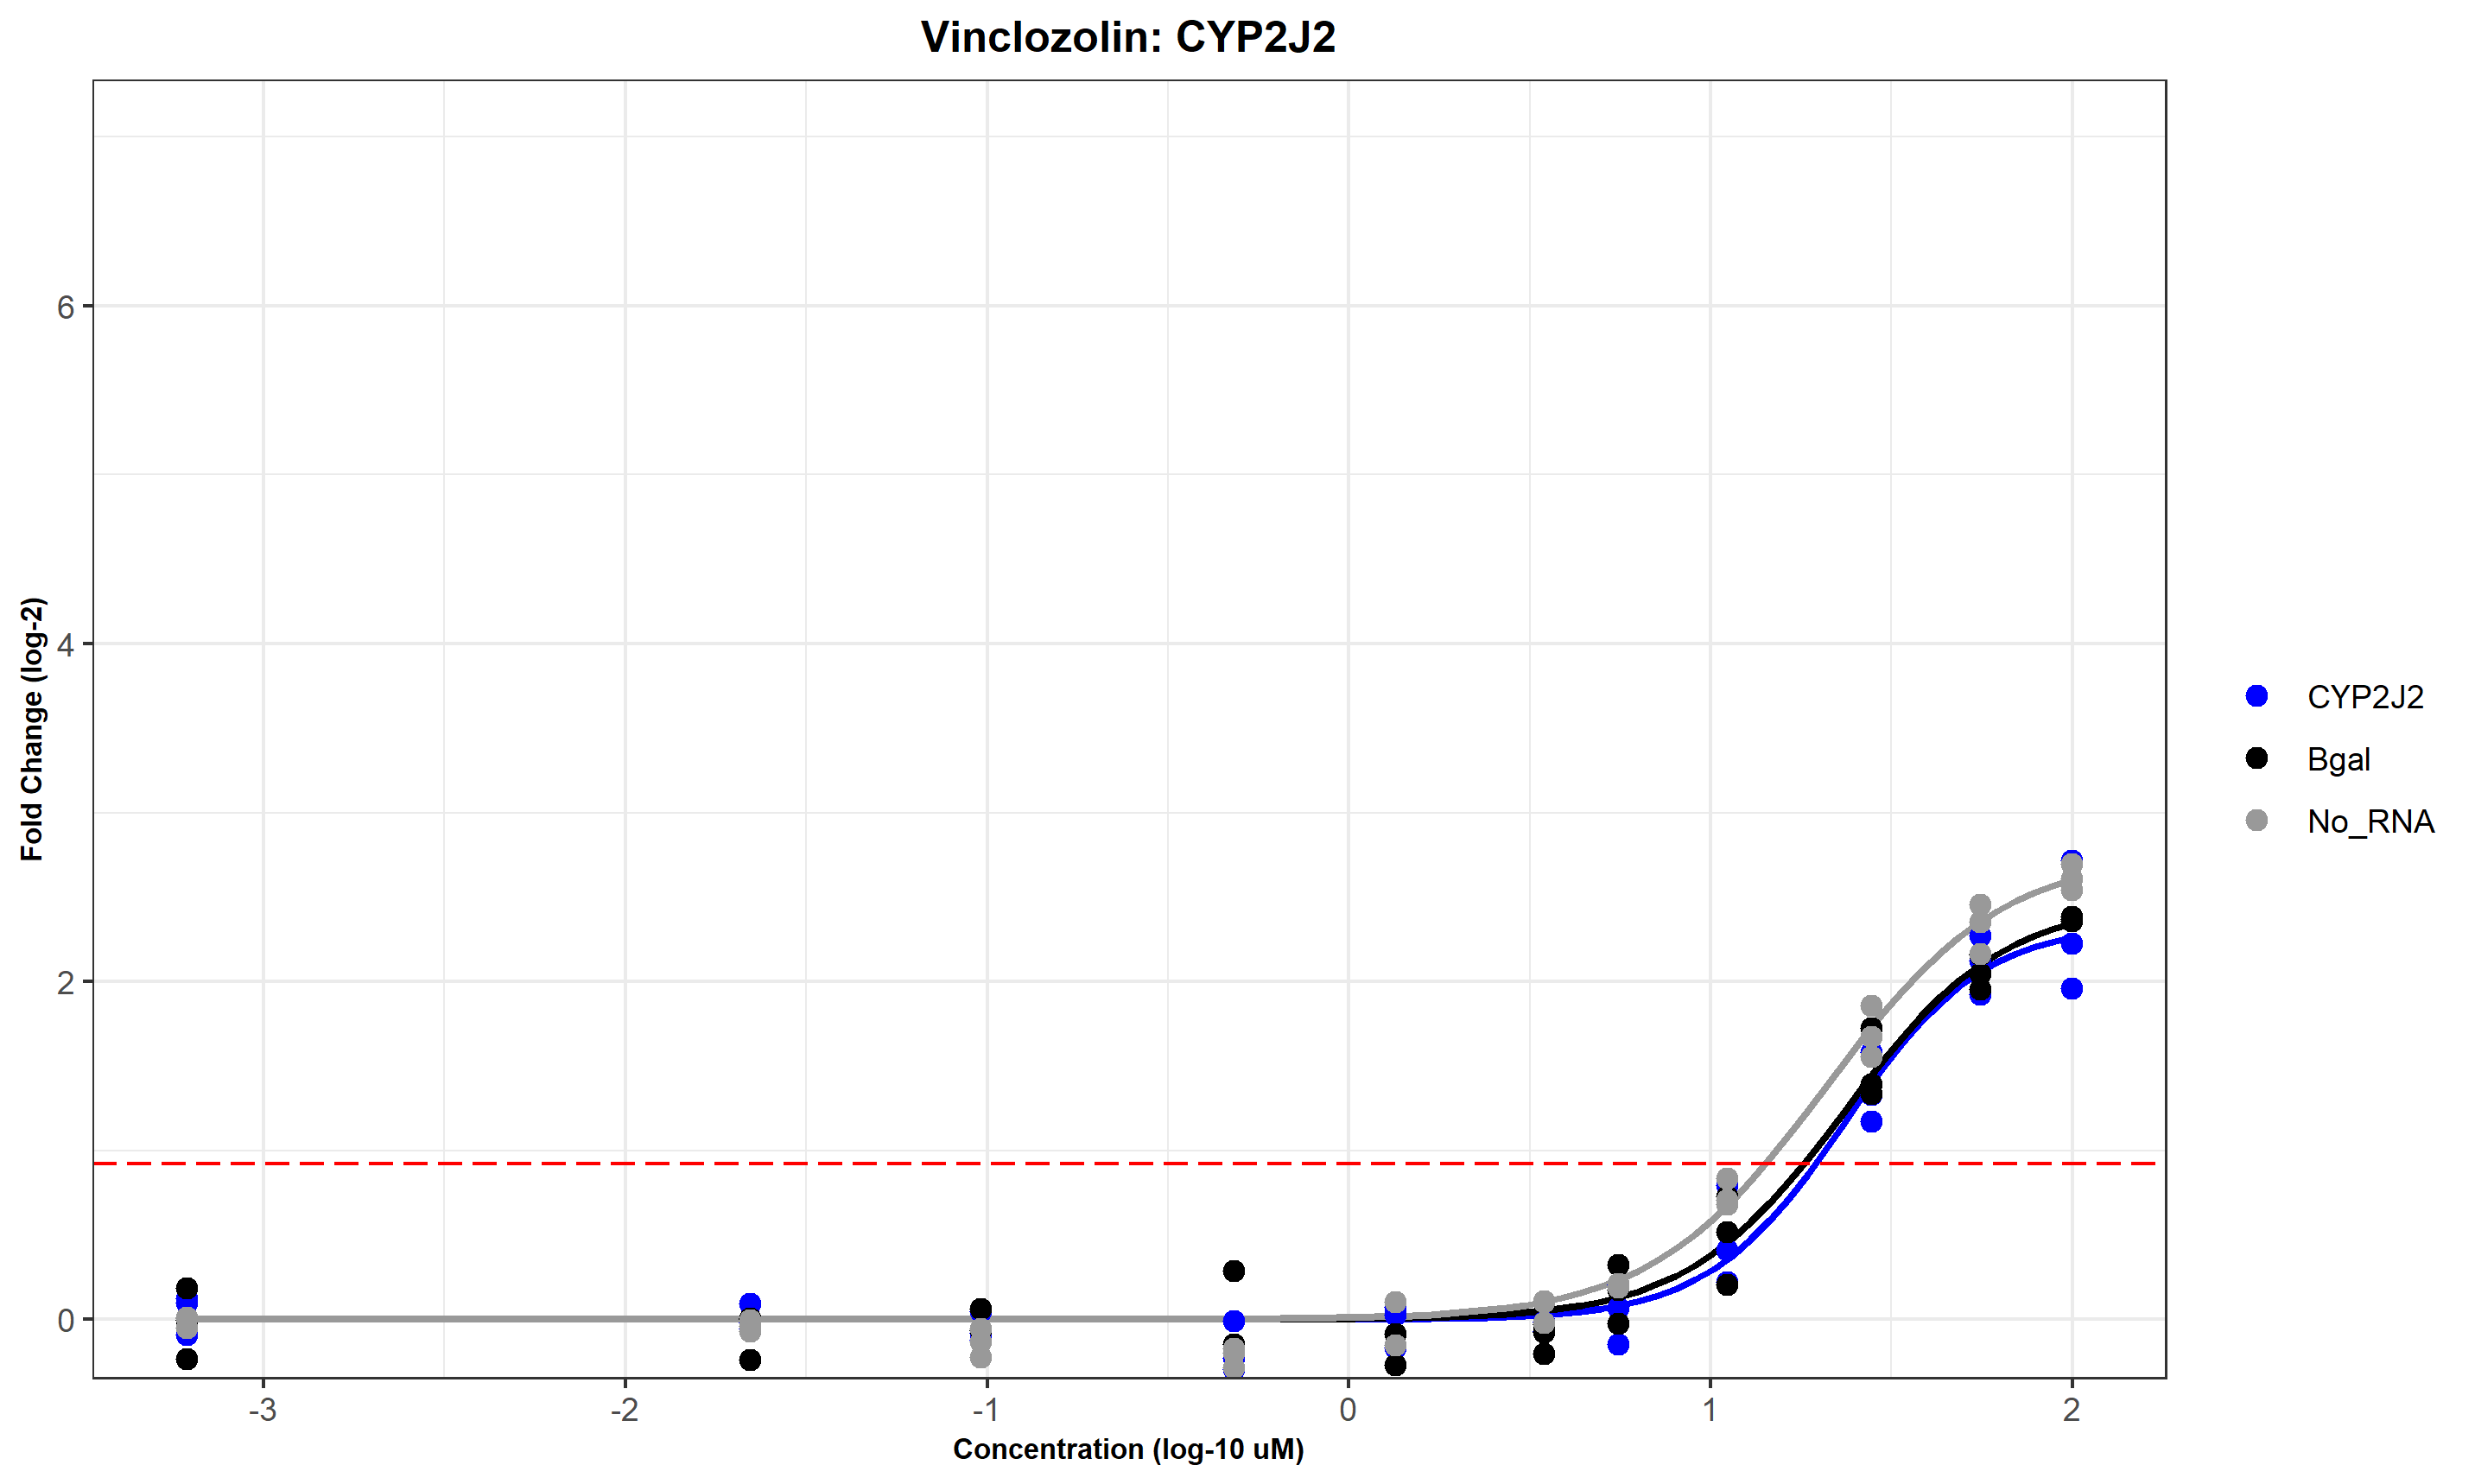 Vinclozolin: CYP2J2
Fold Change (log-2)
6
4
2
0
-3
-2
-1
0
1
2
Concentration (log-10 uM)
CYP2J2
Bgal
No_RNA